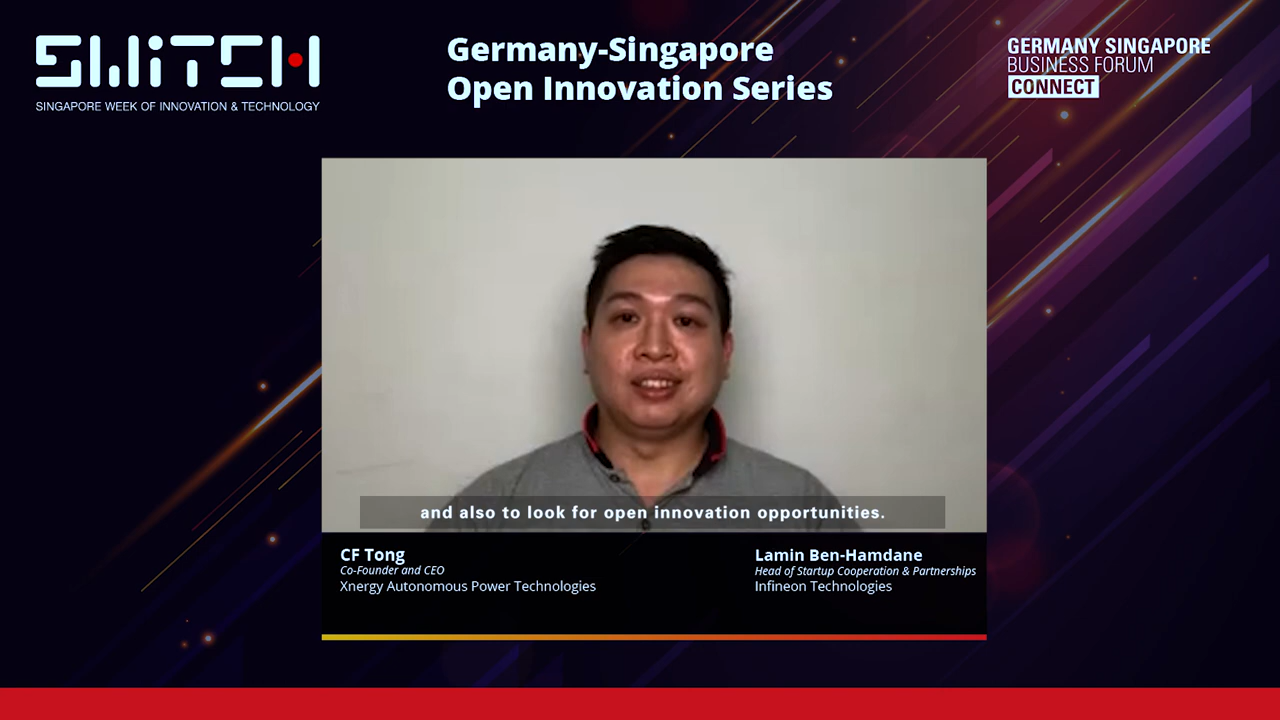 SWITCH
SINGAPORE WEEK OF INNOVATION & TECHNOLOGY
Germany-Singapore
Open Innovation Series
GERMANY SINGAPORE
BUSINESS FORUM
CONNECT
and also to look for open innovation opportunities.
CF Tong
Co-Founder and CEO
Xnergy Autonomous Power Technologies
Lamin Ben-Hamdane
Head of Startup Cooperation & Partnerships
Infineon Technologies